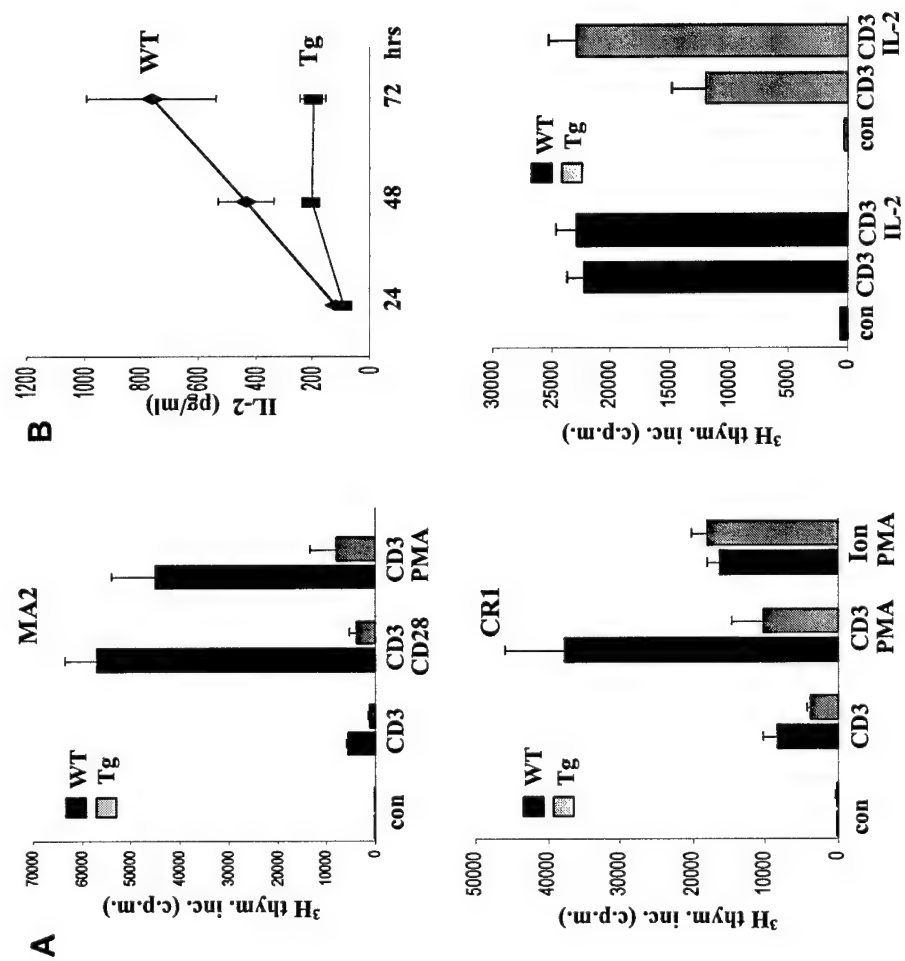 A
MA2
70000
60000
50000
40000
30000
20000
10000
0
³H thym. inc. (c.p.m.)
WT
Tg
con
CD3
CD3
CD28
CD3
PMA
CR1
50000
40000
30000
20000
10000
0
³H thym. inc. (c.p.m.)
WT
Tg
con
CD3
CD3
PMA
Ion
PMA
B
1200
1000
800
600
400
200
0
IL-2 (pg/ml)
WT
Tg
24 48 72 hrs
30000
25000
20000
15000
10000
5000
0
³H thym. inc. (c.p.m.)
WT
Tg
con CD3 CD3 con CD3 CD3
IL-2 IL-2